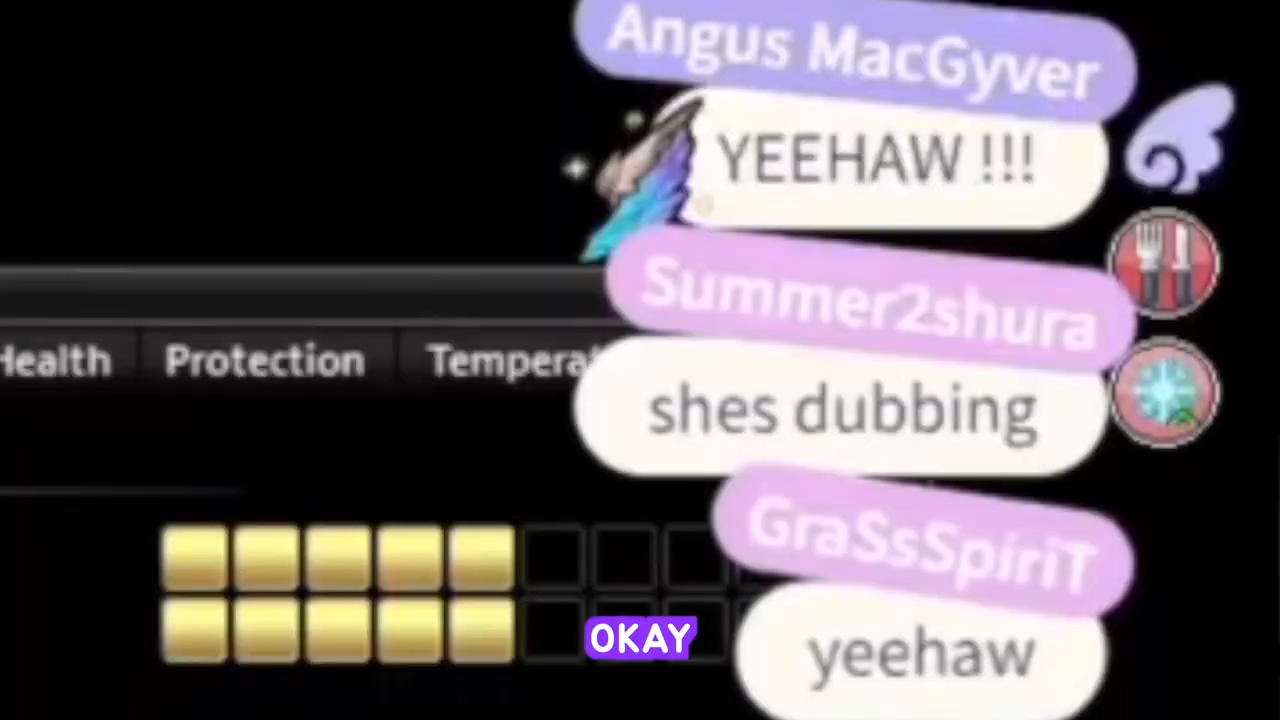 Angus MacGyver
YEEHAW !!!
Summer2shura
Health Protection
shes dubbing
GraSsSpiriT
OKAY
yeehaw